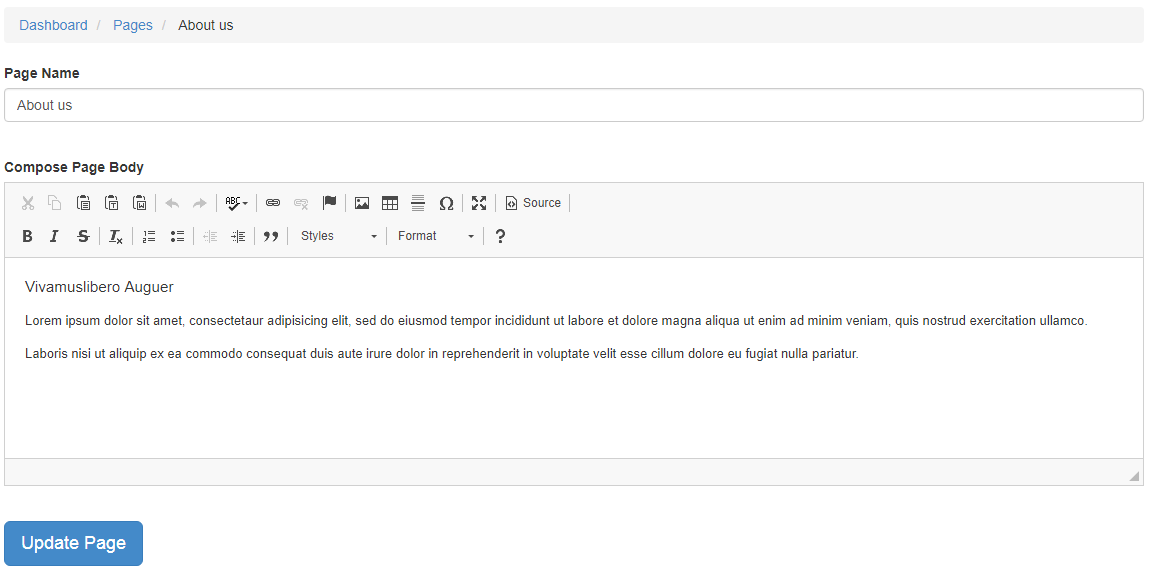 Dashboard / Pages / About us
Page Name
About us
Compose Page Body
ABC
Source
B I S Ix Styles Format ?
Vivamuslibero Auguer
Lorem ipsum dolor sit amet, consectetaur adipisicing elit, sed do eiusmod tempor incididunt ut labore et dolore magna aliqua ut enim ad minim veniam, quis nostrud exercitation ullamco.
Laboris nisi ut aliquip ex ea commodo consequat duis aute irure dolor in reprehenderit in voluptate velit esse cillum dolore eu fugiat nulla pariatur.
Update Page